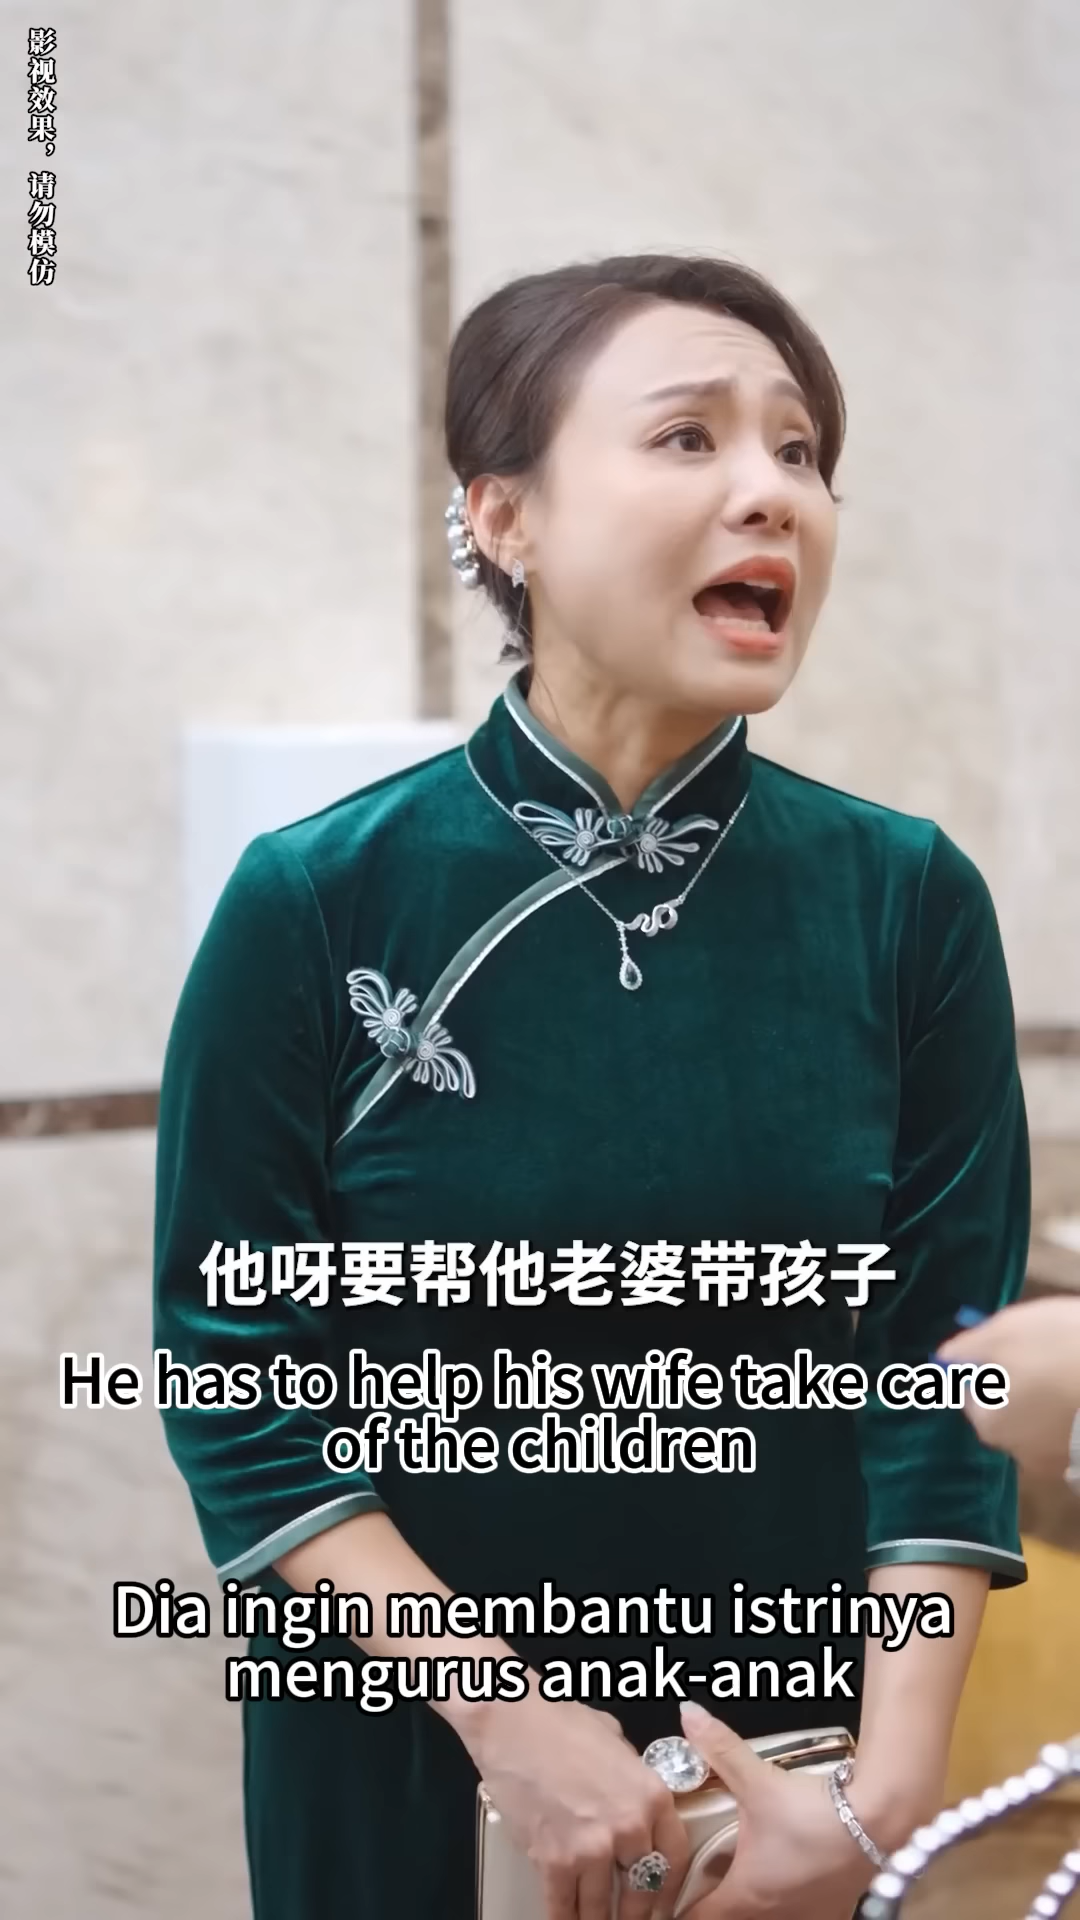 影视效果，请勿模仿
他呀要帮他老婆带孩子
He has to help his wife take care
of the children
Dia ingin membantu istrinya
mengurus anak-anak